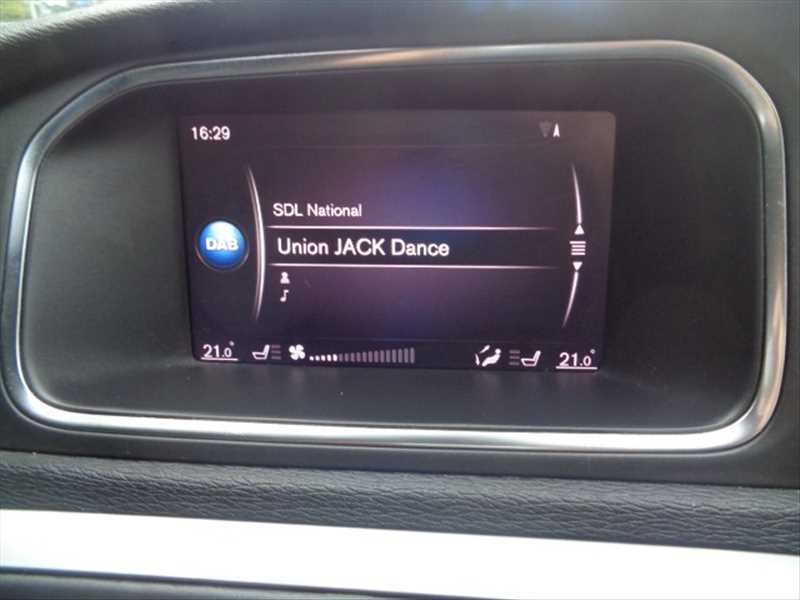 16:29
SDL National
DAB
Union JACK Dance
21.0°
21.0°